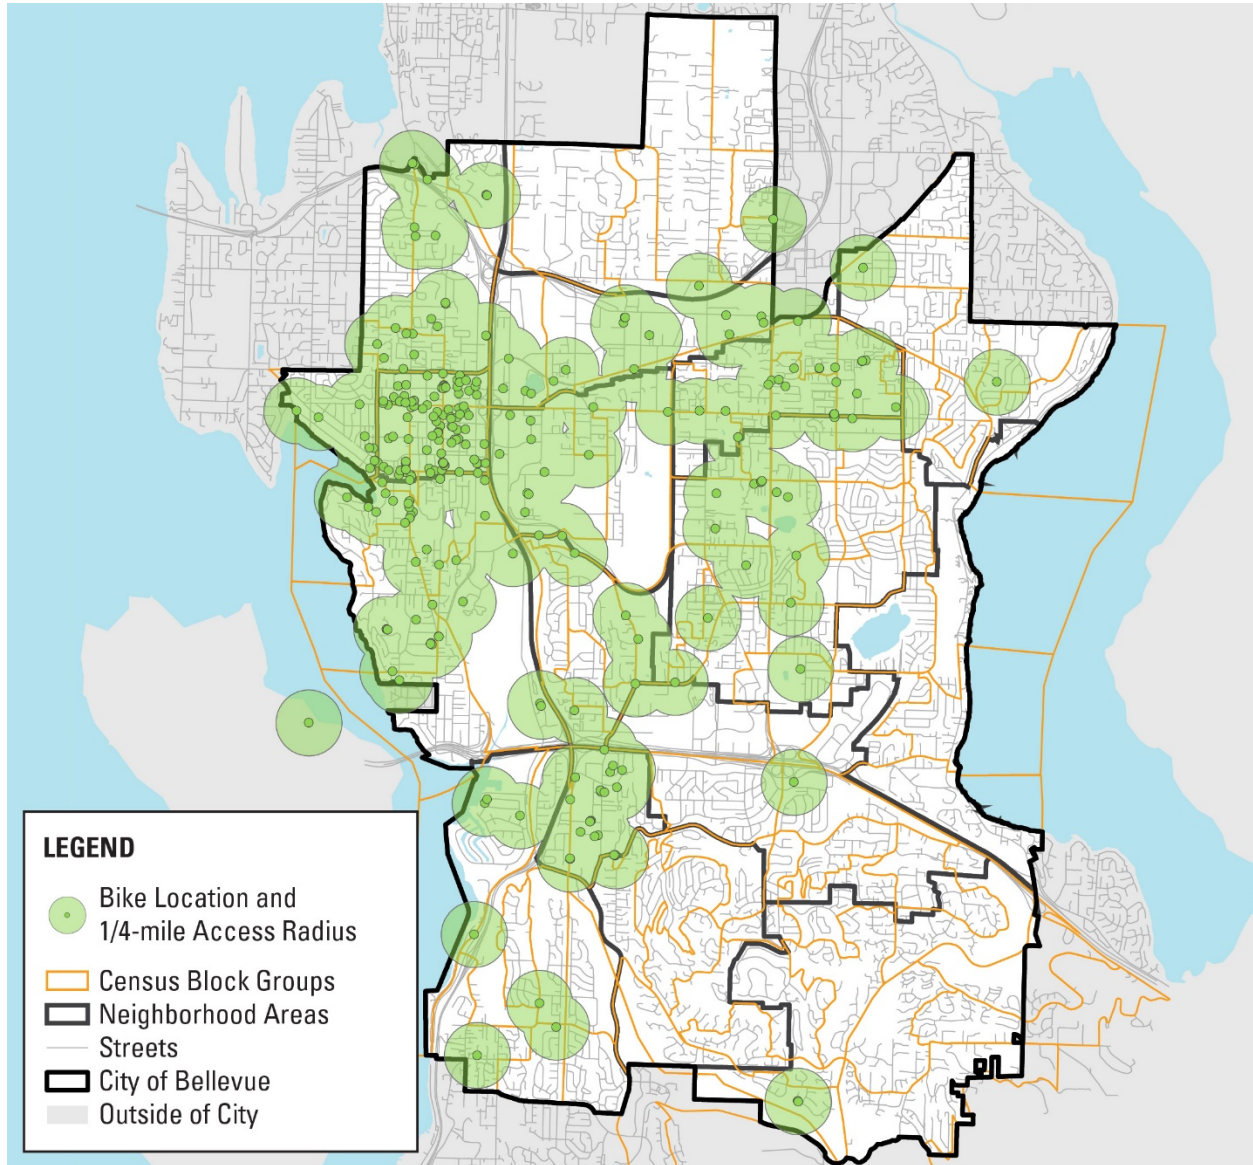 LEGEND
Bike Location and
1/4-mile Access Radius
Census Block Groups
Neighborhood Areas
Streets
City of Bellevue
Outside of City